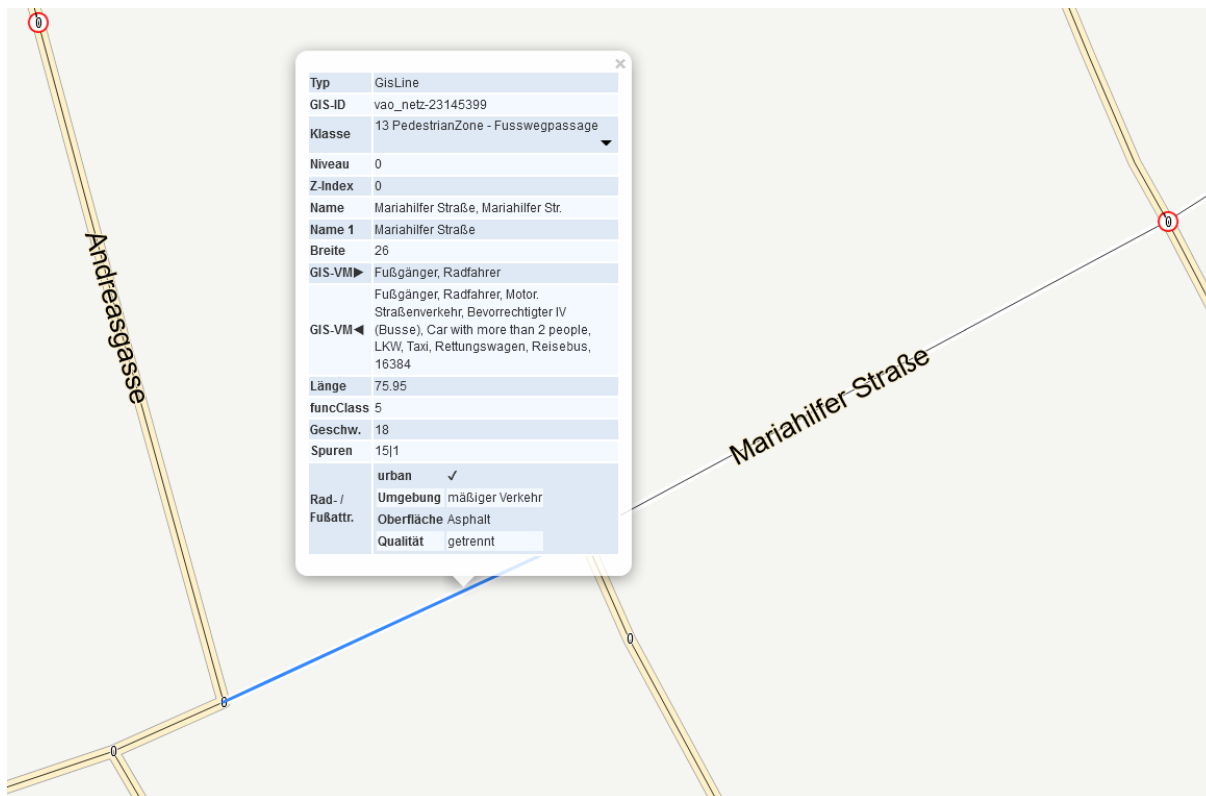 0
×
Typ GisLine
GIS-ID vao_netz-23145399
Klasse 13 PedestrianZone - Fusswegpassage
Niveau 0
Z-Index 0
Name Mariahilfer Straße, Mariahilfer Str.
Name 1 Mariahilfer Straße
Breite 26
GIS-VM▶ Fußgänger, Radfahrer
GIS-VM◀ Fußgänger, Radfahrer, Motor.
Straßenverkehr, Bevorrechtigter IV
(Busse), Car with more than 2 people,
LKW, Taxi, Rettungswagen, Reisebus,
16384
Länge 75.95
funcClass 5
Geschw. 18
Spuren 15|1
Rad- / Fußattr.
urban ✓
Umgebung mäßiger Verkehr
Oberfläche Asphalt
Qualität getrennt
0
Andreasgasse
Mariahilfer Straße
0
0
0